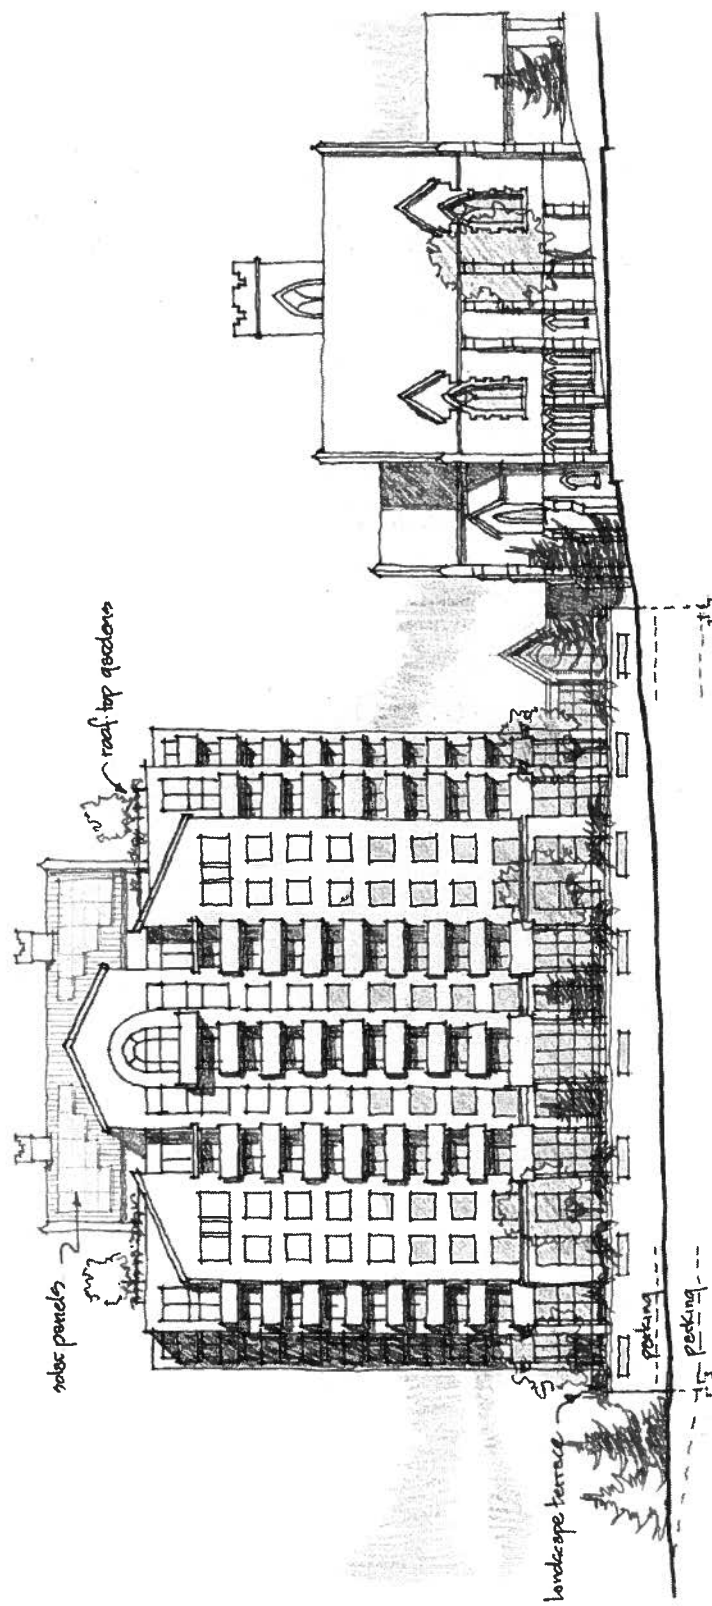 solar panels
roof.top gardens
landscape terrace
parking
parking